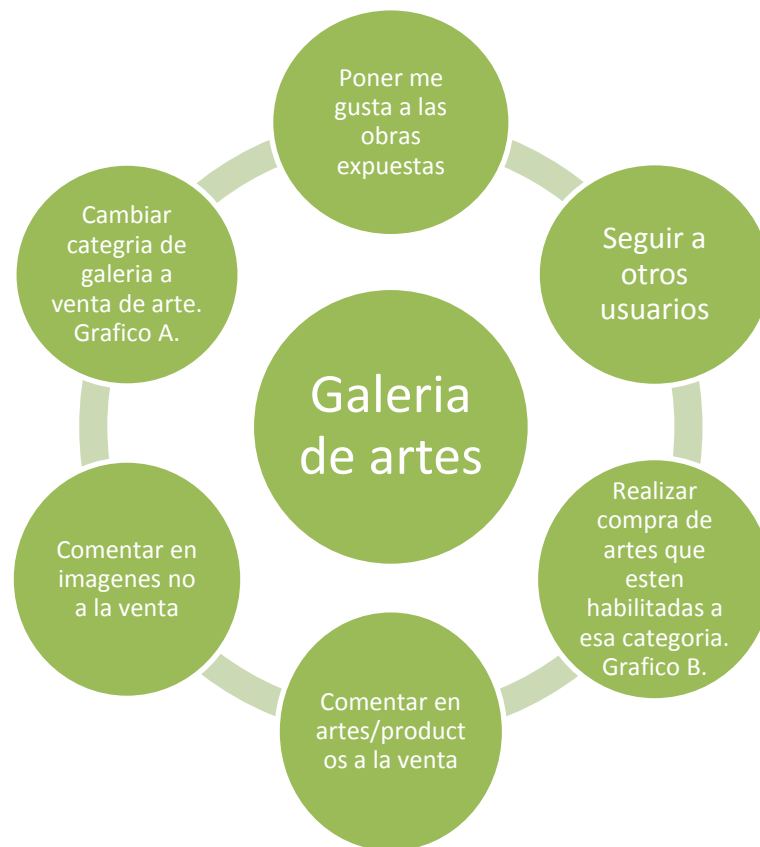 Poner me
gusta a las
obras
expuestas
Seguir a
otros
usuarios
Realizar
compra de
artes que
esten
habilitadas a
esa categoria.
Grafico B.
Comentar en
artes/product
os a la venta
Comentar en
imagenes no
a la venta
Cambiar
categria de
galeria a
venta de arte.
Grafico A.
Galeria
de artes